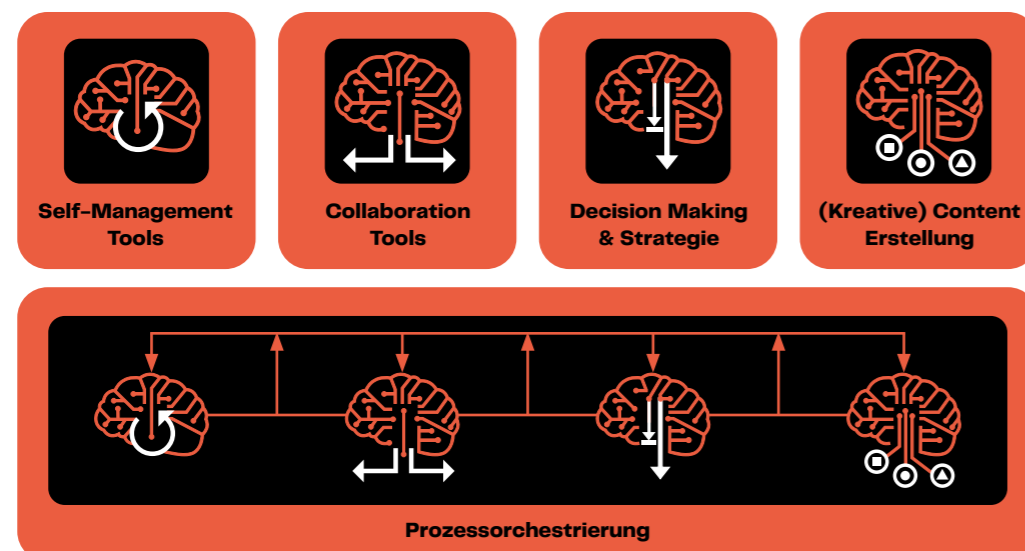 Self-Management
Tools
Collaboration
Tools
Decision Making
& Strategie
(Kreative) Content
Erstellung
Prozessorchestrierung